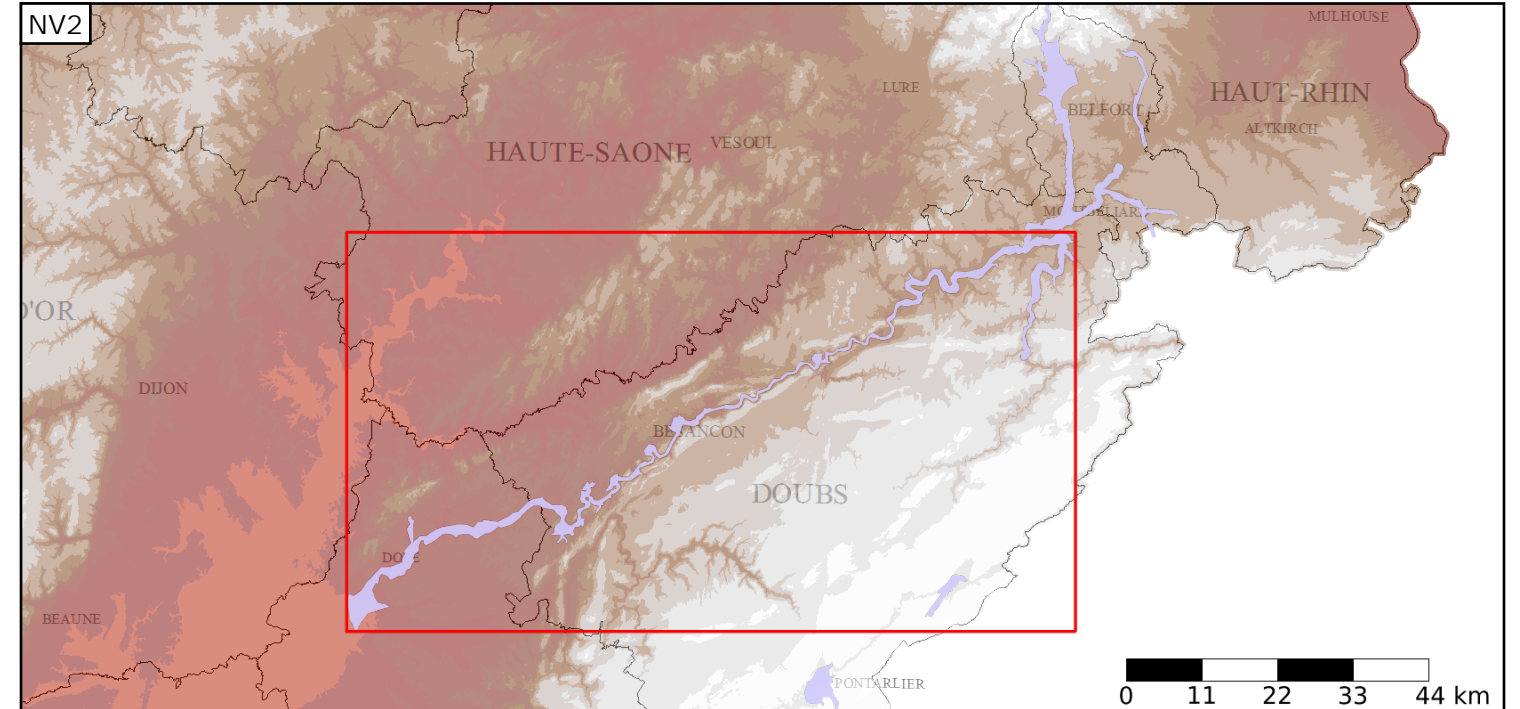 NV2
MULHOUSE
LURE
HAUT-RHIN
BELFORT
ALTKIRCH
HAUTE-SAONE
VESOUL
MONTBELIARD
D'OR
DIJON
BESANCON
DOUBS
DOLE
BEAUNE
PONTARLIER
0 11 22 33 44 km